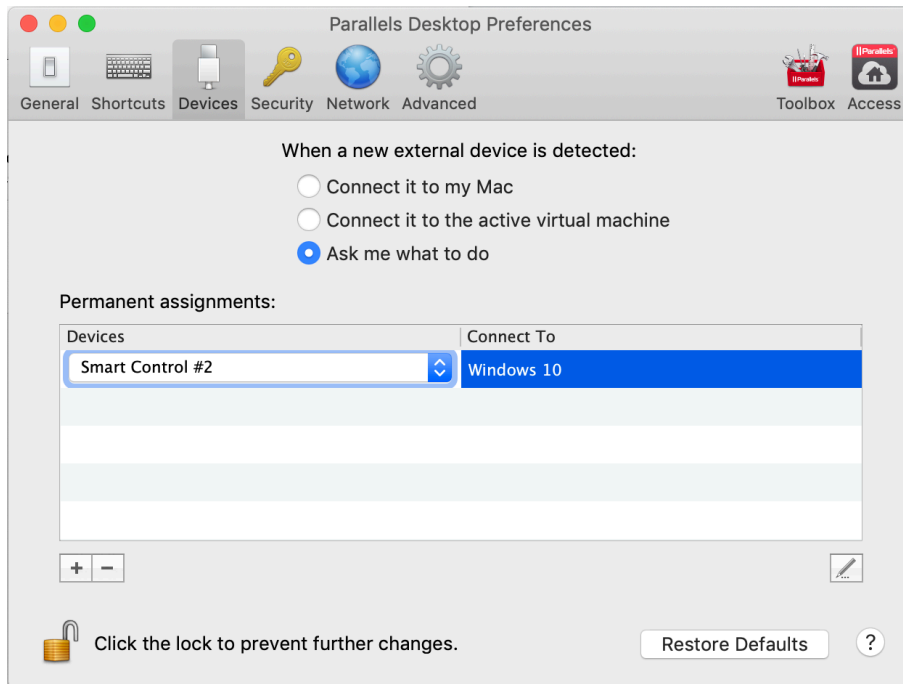 Parallels Desktop Preferences
|| Parallels
|| Parallels
General Shortcuts Devices Security Network Advanced Toolbox Access
When a new external device is detected:
Connect it to my Mac
Connect it to the active virtual machine
Ask me what to do
Permanent assignments:
Devices Connect To
Smart Control #2 Windows 10
+ −
Click the lock to prevent further changes. Restore Defaults ?